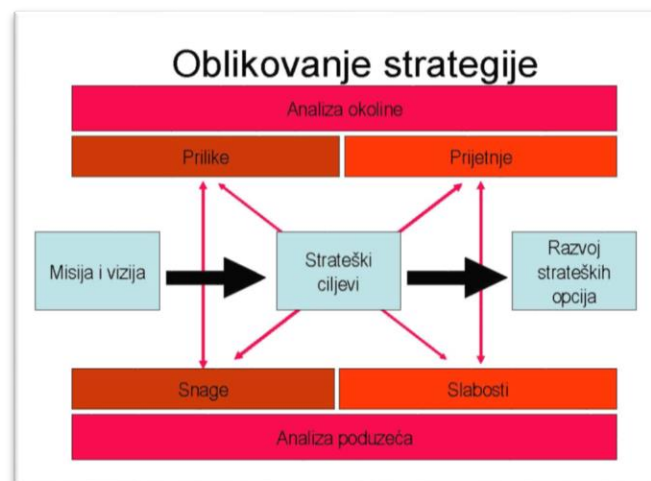 Oblikovanje strategije
Analiza okoline
Prilike
Prijetnje
Misija i vizija
Strateški
ciljevi
Razvoj
strateških
opcija
Snage
Slabosti
Analiza poduzeća